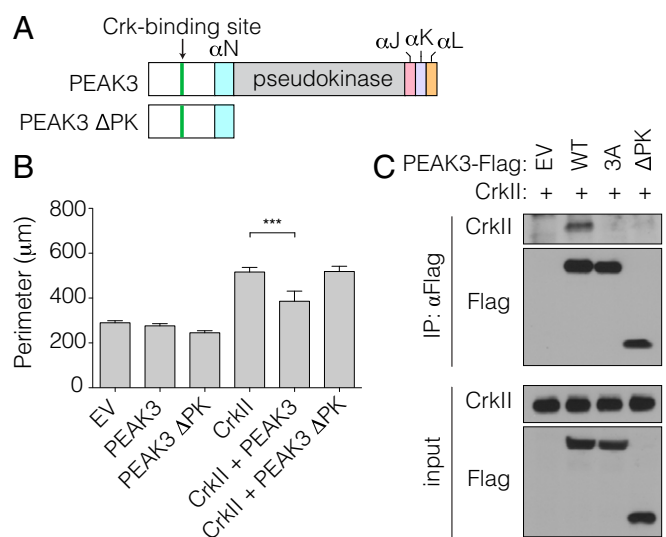 A
Crk-binding site
αN
αJ
αK
αL
PEAK3
pseudokinase
PEAK3 ΔPK
B
Perimeter (μm)
800
600
400
200
0
***
EV
PEAK3
PEAK3 ΔPK
CrkII
CrkII + PEAK3
CrkII + PEAK3 ΔPK
C
PEAK3-Flag: EV WT 3A ΔPK
CrkII: + + + +
IP: αFlag
CrkII
Flag
input
CrkII
Flag